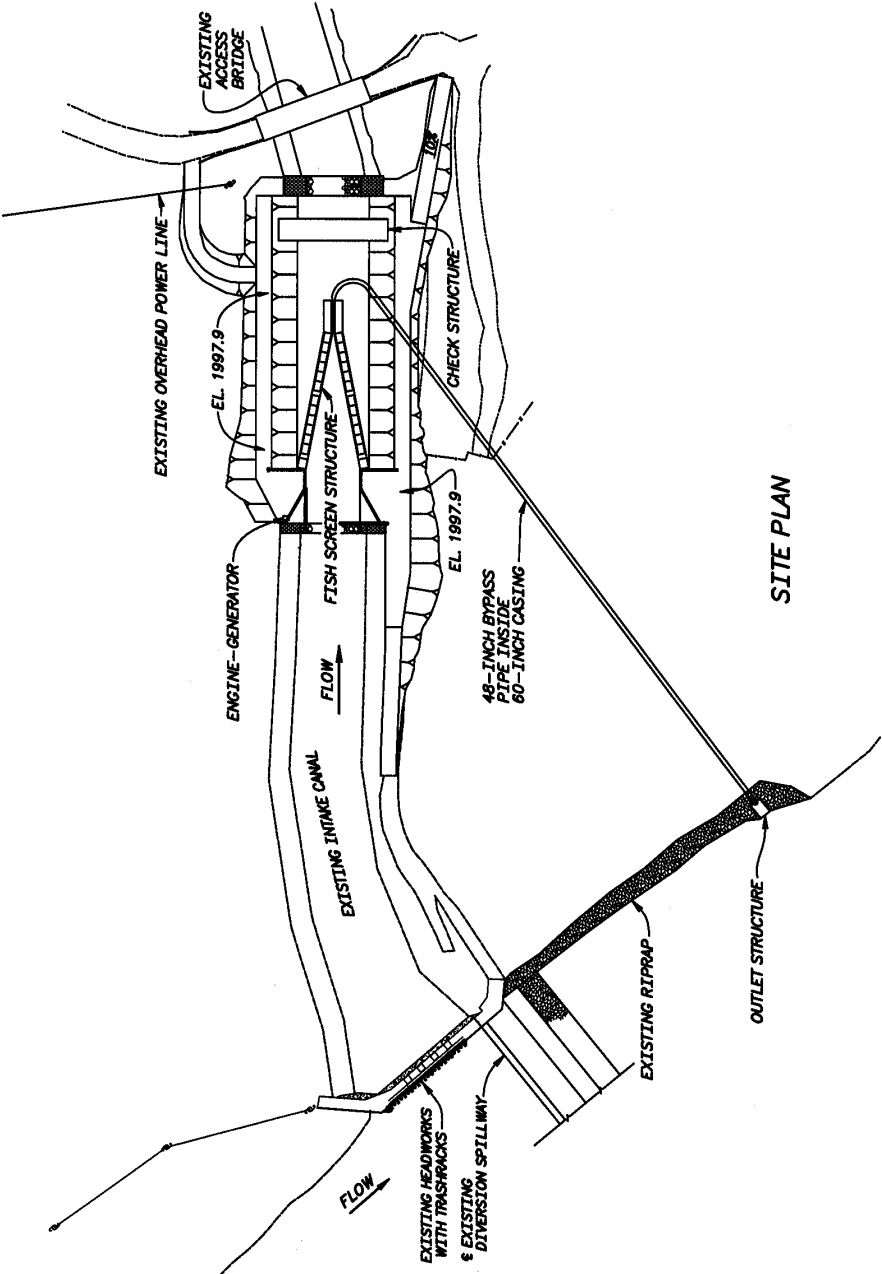 EXISTING
ACCESS
BRIDGE
EXISTING OVERHEAD POWER LINE
10%
EL. 1997.9
CHECK STRUCTURE
ENGINE-GENERATOR
FISH SCREEN STRUCTURE
EL. 1997.9
FLOW
48-INCH BYPASS
PIPE INSIDE
60-INCH CASING
EXISTING INTAKE CANAL
SITE PLAN
OUTLET STRUCTURE
EXISTING RIPRAP
FLOW
EXISTING HEADWORKS
WITH TRASHRACKS
℄ EXISTING
DIVERSION SPILLWAY